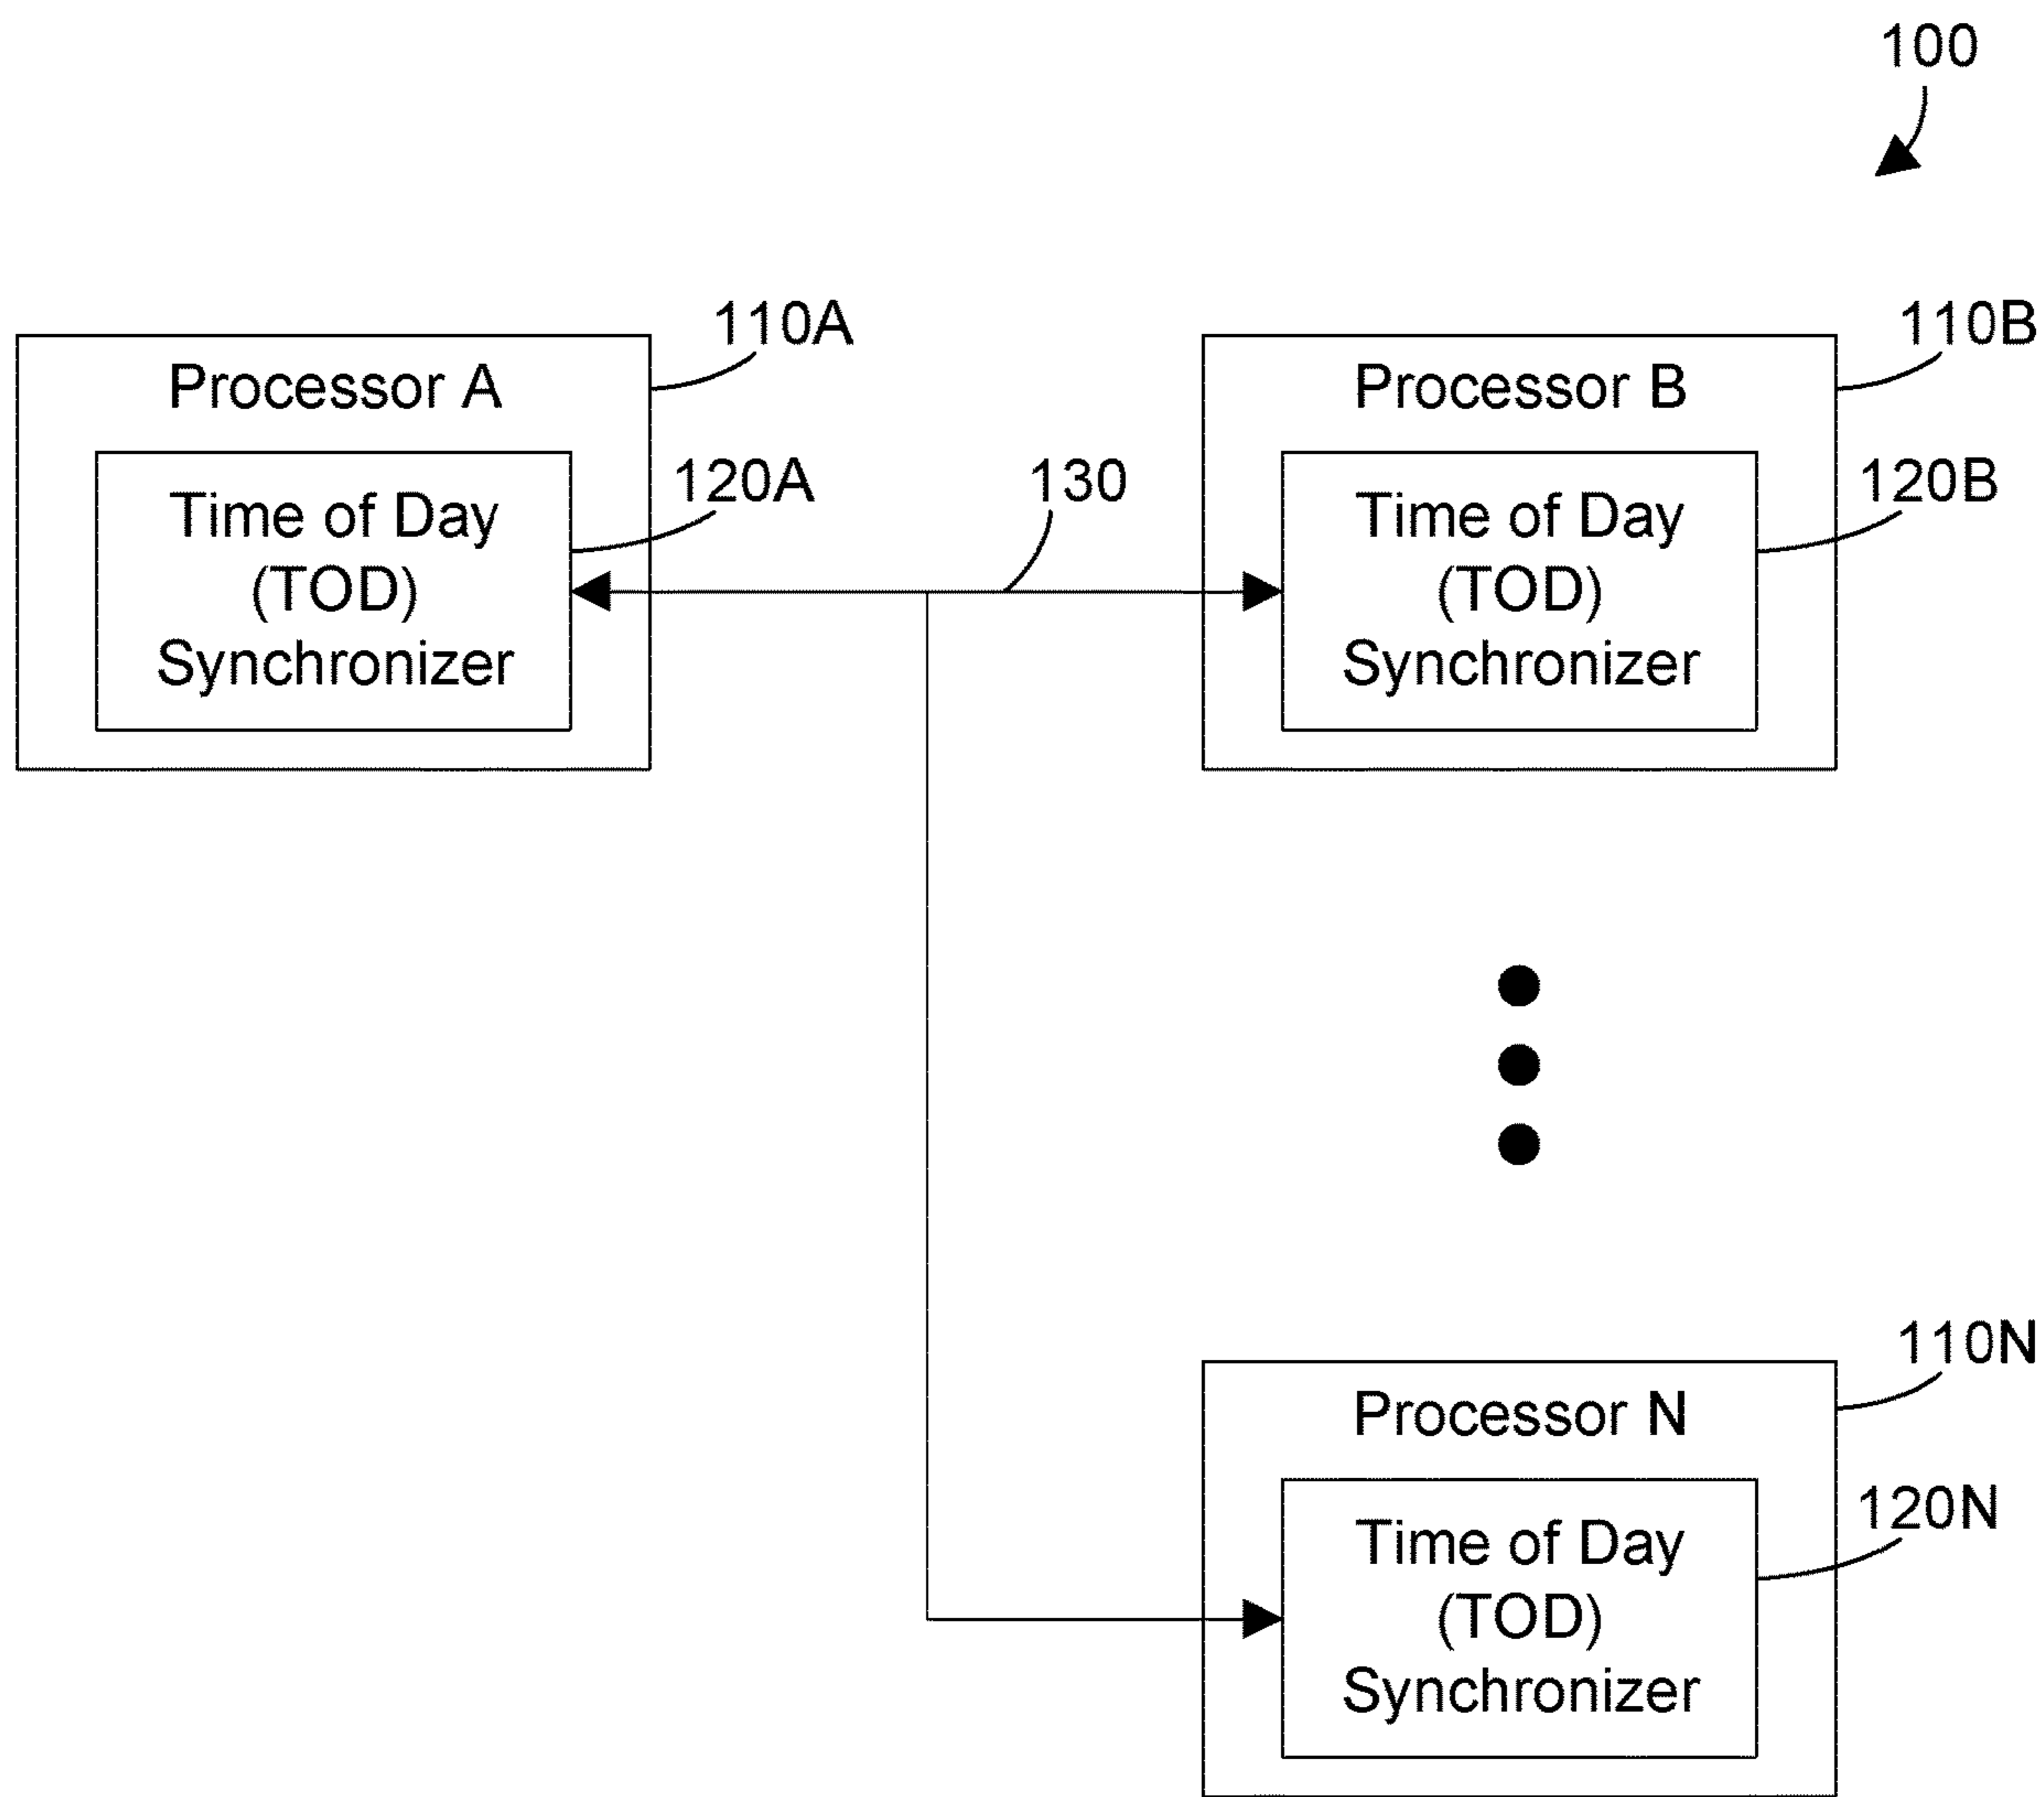 100
110A
110B
Processor A
Processor B
120A
130
120B
Time of Day
(TOD)
Synchronizer
Time of Day
(TOD)
Synchronizer
110N
Processor N
120N
Time of Day
(TOD)
Synchronizer